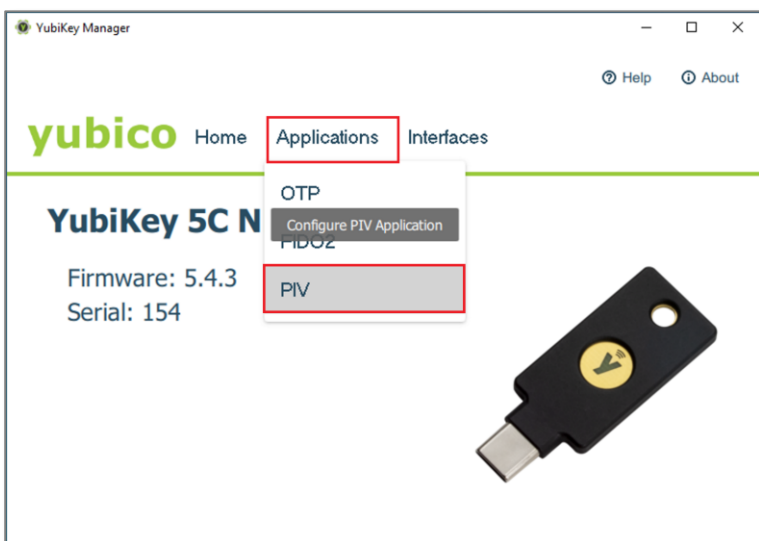 YubiKey Manager
Help About
yubico Home Applications Interfaces
OTP
YubiKey 5C N
Configure PIV Application
FIDO2
Firmware: 5.4.3
PIV
Serial: 154